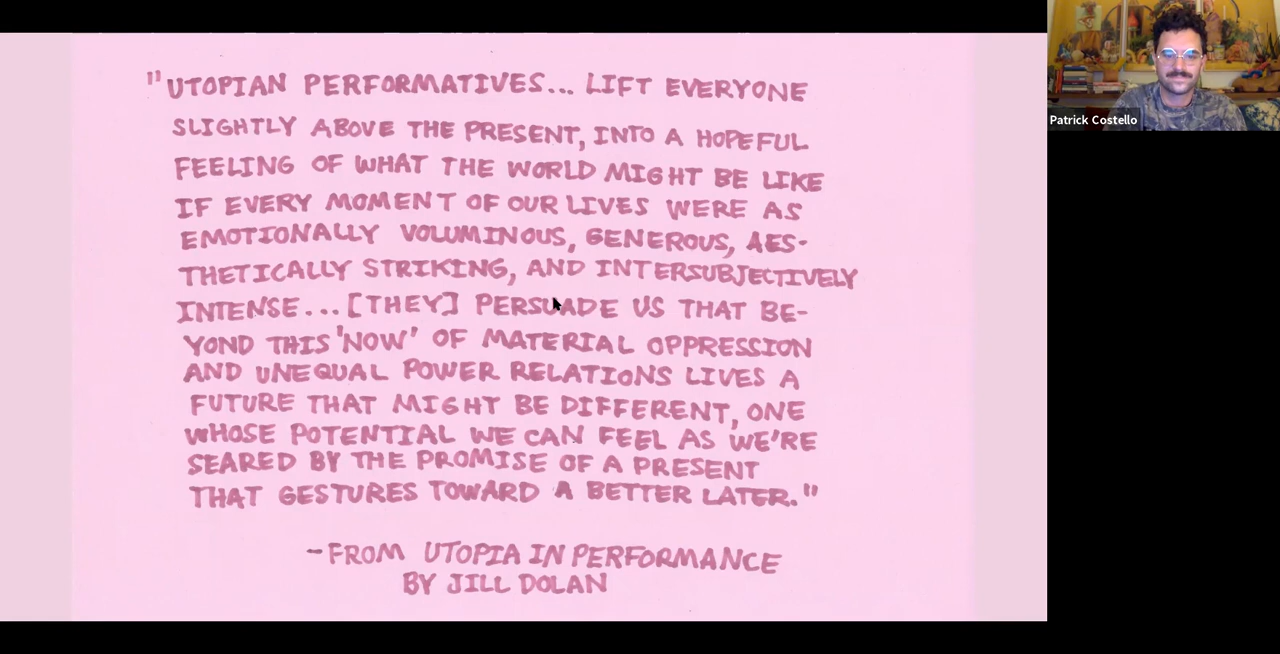 "UTOPIAN PERFORMATIVES... LIFT EVERYONE
SLIGHTLY ABOVE THE PRESENT, INTO A HOPEFUL
FEELING OF WHAT THE WORLD MIGHT BE LIKE
IF EVERY MOMENT OF OUR LIVES WERE AS
EMOTIONALLY VOLUMINOUS, GENEROUS, AES-
THETICALLY STRIKING, AND INTERSUBJECTIVELY
INTENSE... [THEY] PERSUADE US THAT BE-
YOND THIS 'NOW' OF MATERIAL OPPRESSION
AND UNEQUAL POWER RELATIONS LIVES A
FUTURE THAT MIGHT BE DIFFERENT, ONE
WHOSE POTENTIAL WE CAN FEEL AS WE'RE
SEARED BY THE PROMISE OF A PRESENT
THAT GESTURES TOWARD A BETTER LATER."
-FROM UTOPIA IN PERFORMANCE
BY JILL DOLAN
Patrick Costello